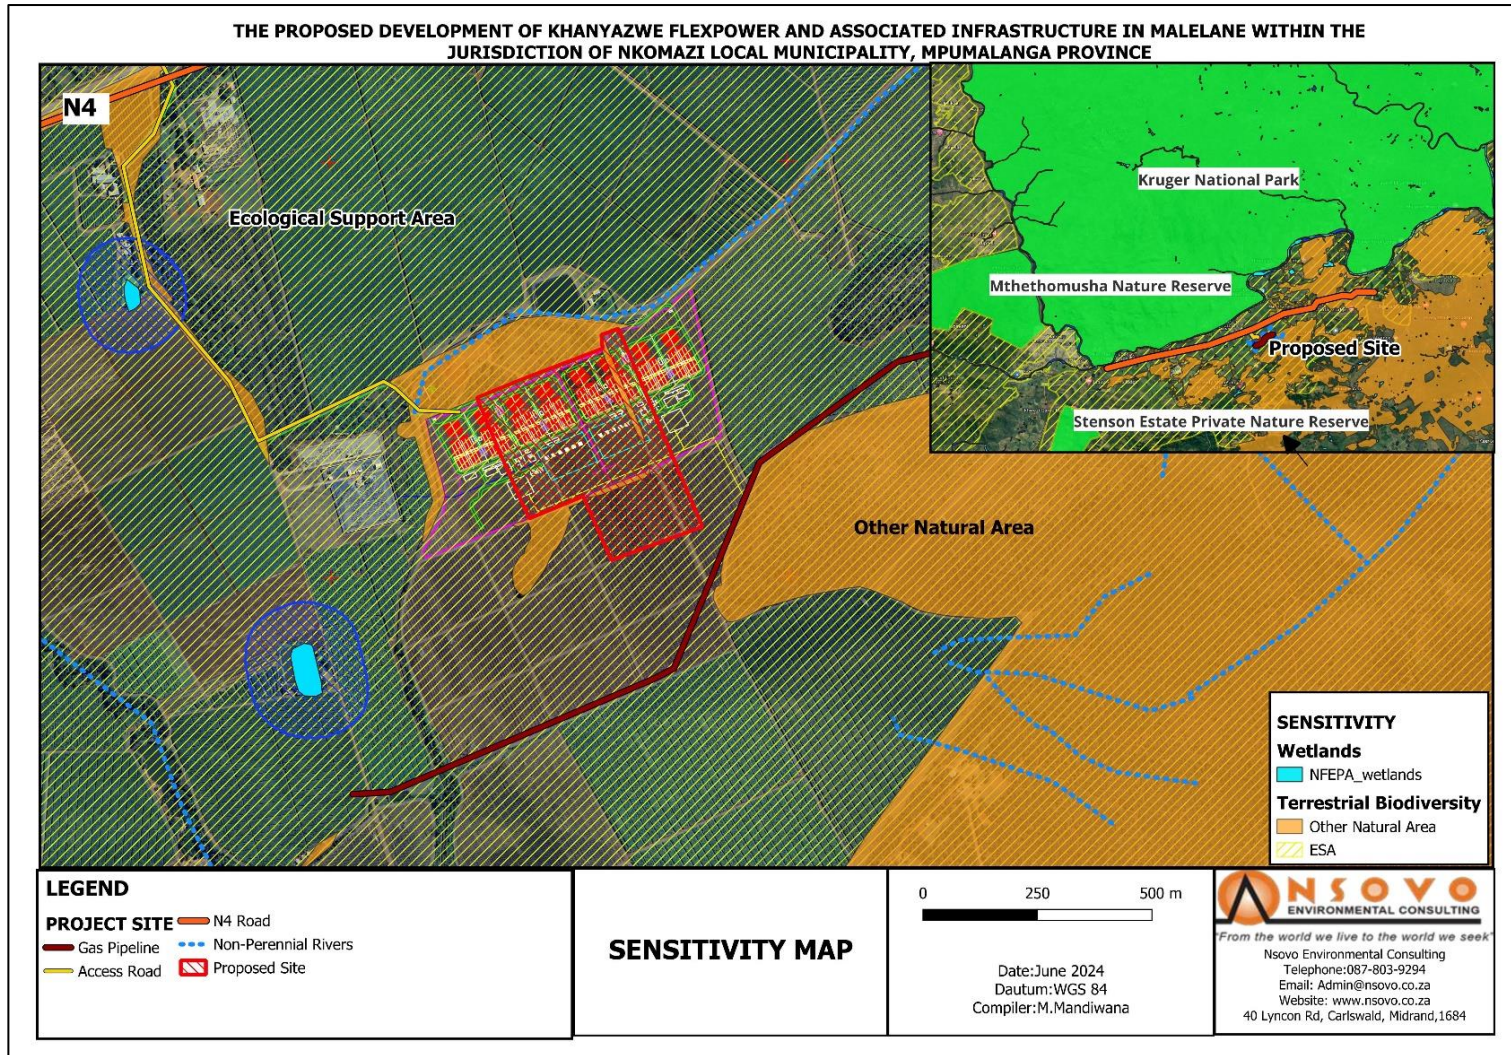 THE PROPOSED DEVELOPMENT OF KHANYAZWE FLEXPOWER AND ASSOCIATED INFRASTRUCTURE IN MALELANE WITHIN THE
JURISDICTION OF NKOMAZI LOCAL MUNICIPALITY, MPUMALANGA PROVINCE
N4
Ecological Support Area
Kruger National Park
Mthethomusha Nature Reserve
Proposed Site
Stenson Estate Private Nature Reserve
Other Natural Area
SENSITIVITY
Wetlands
NFEPA_wetlands
Terrestrial Biodiversity
Other Natural Area
ESA
LEGEND
PROJECT SITE
Gas Pipeline
Access Road
N4 Road
Non-Perennial Rivers
Proposed Site
SENSITIVITY MAP
0 250 500 m
Date:June 2024
Dautum:WGS 84
Compiler:M.Mandiwana
NSOVO
ENVIRONMENTAL CONSULTING
"From the world we live to the world we seek"
Nsovo Environmental Consulting
Telephone:087-803-9294
Email: Admin@nsovo.co.za
Website: www.nsovo.co.za
40 Lyncon Rd, Carlswald, Midrand,1684